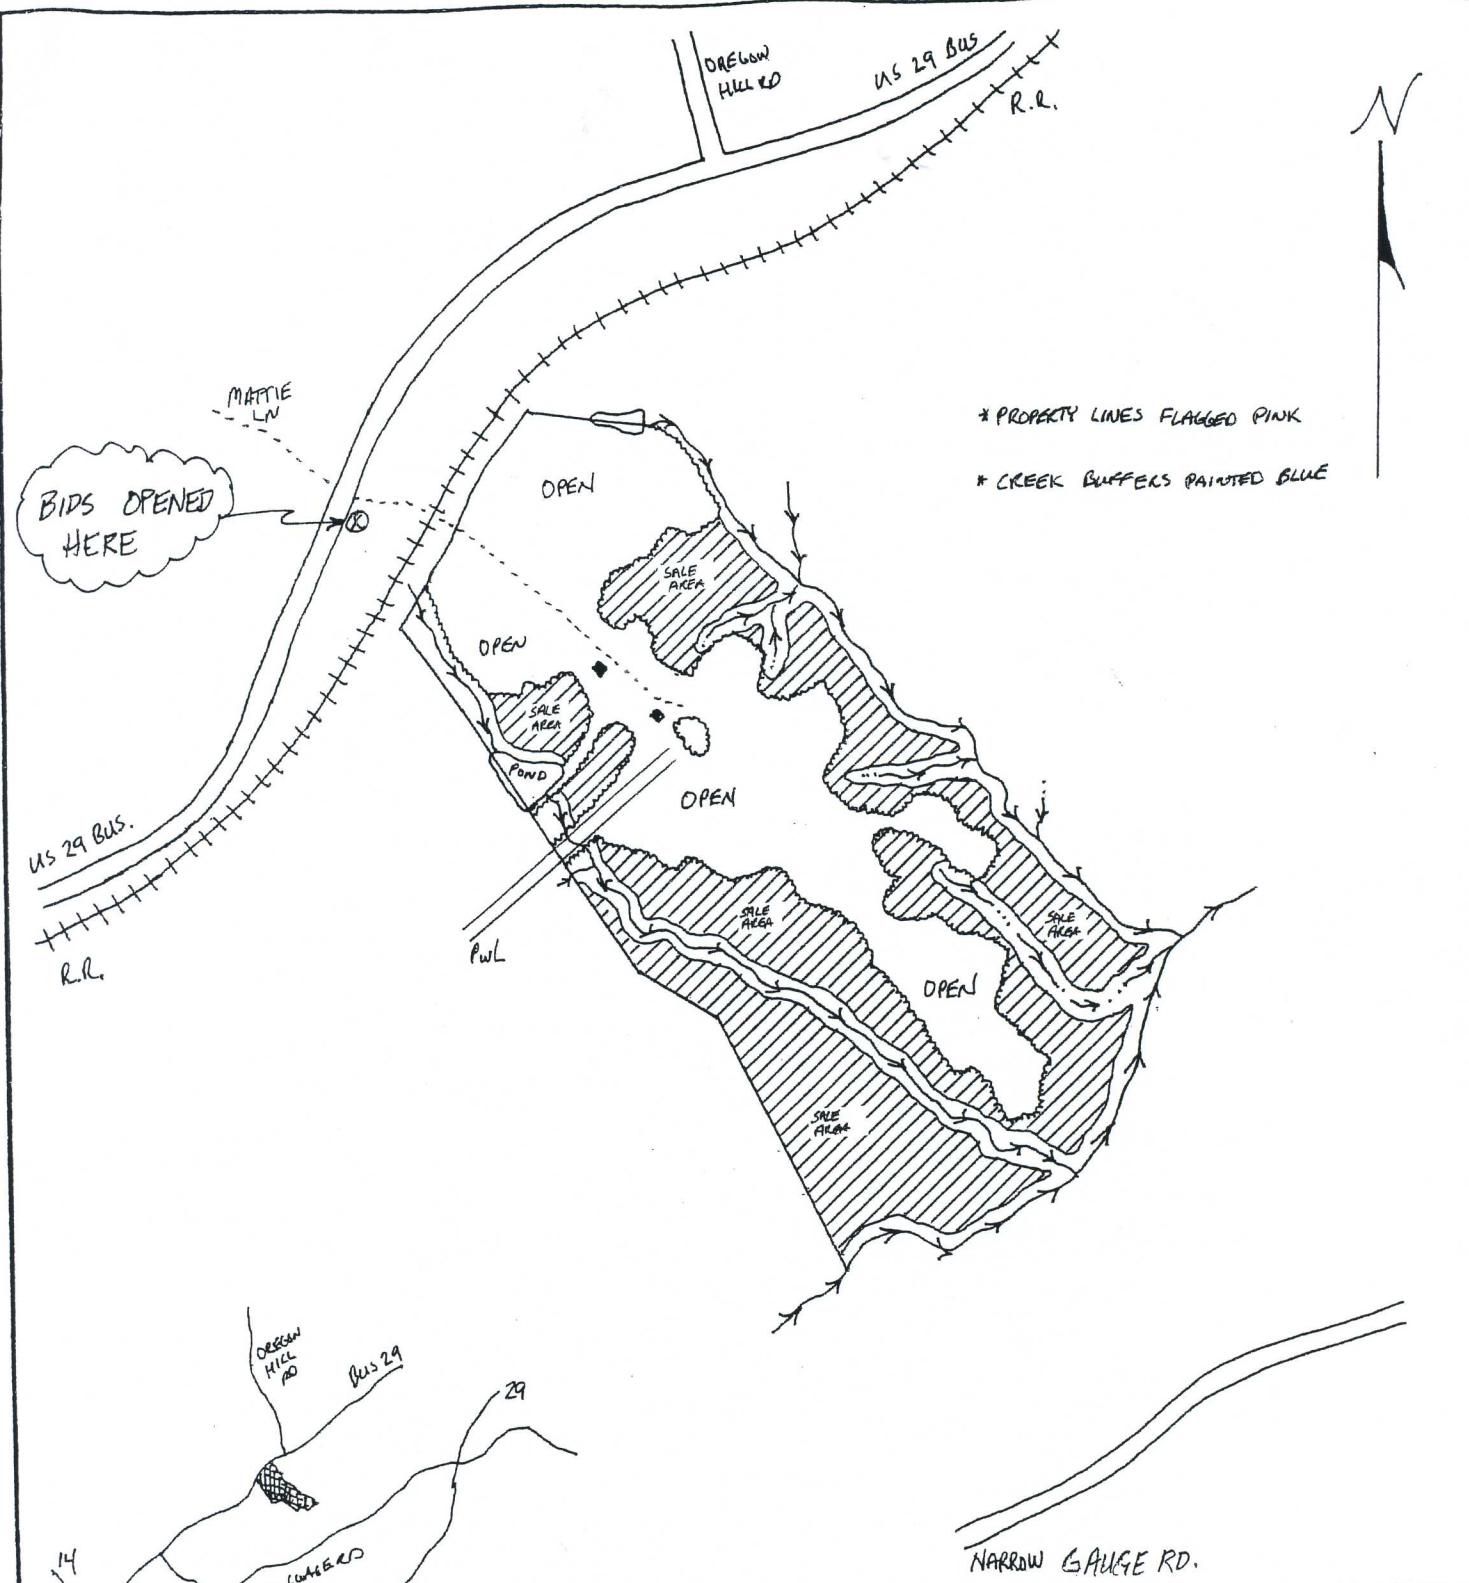 OREGON
HILL RD
US 29 BUS
R.R.
N
MATTIE
LN
* PROPERTY LINES FLAGGED PINK
* CREEK BUFFERS PAINTED BLUE
BIDS OPENED
HERE
X
OPEN
SALE
AREA
OPEN
SALE
AREA
POND
OPEN
US 29 BUS.
R.R.
PWL
SALE
AREA
SALE
AREA
OPEN
SALE
AREA
OREGON
HILL
RD
BUS 29
29
14
RD
NARROW GAUGE RD.